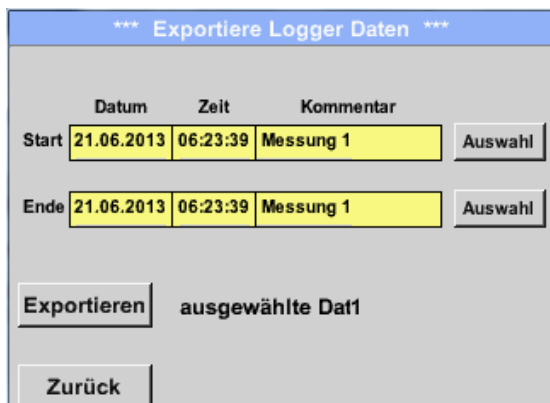 *** Exportiere Logger Daten ***
Datum Zeit Kommentar
Start 21.06.2013 06:23:39 Messung 1 Auswahl
Ende 21.06.2013 06:23:39 Messung 1 Auswahl
Exportieren ausgewählte Dat1
Zurück